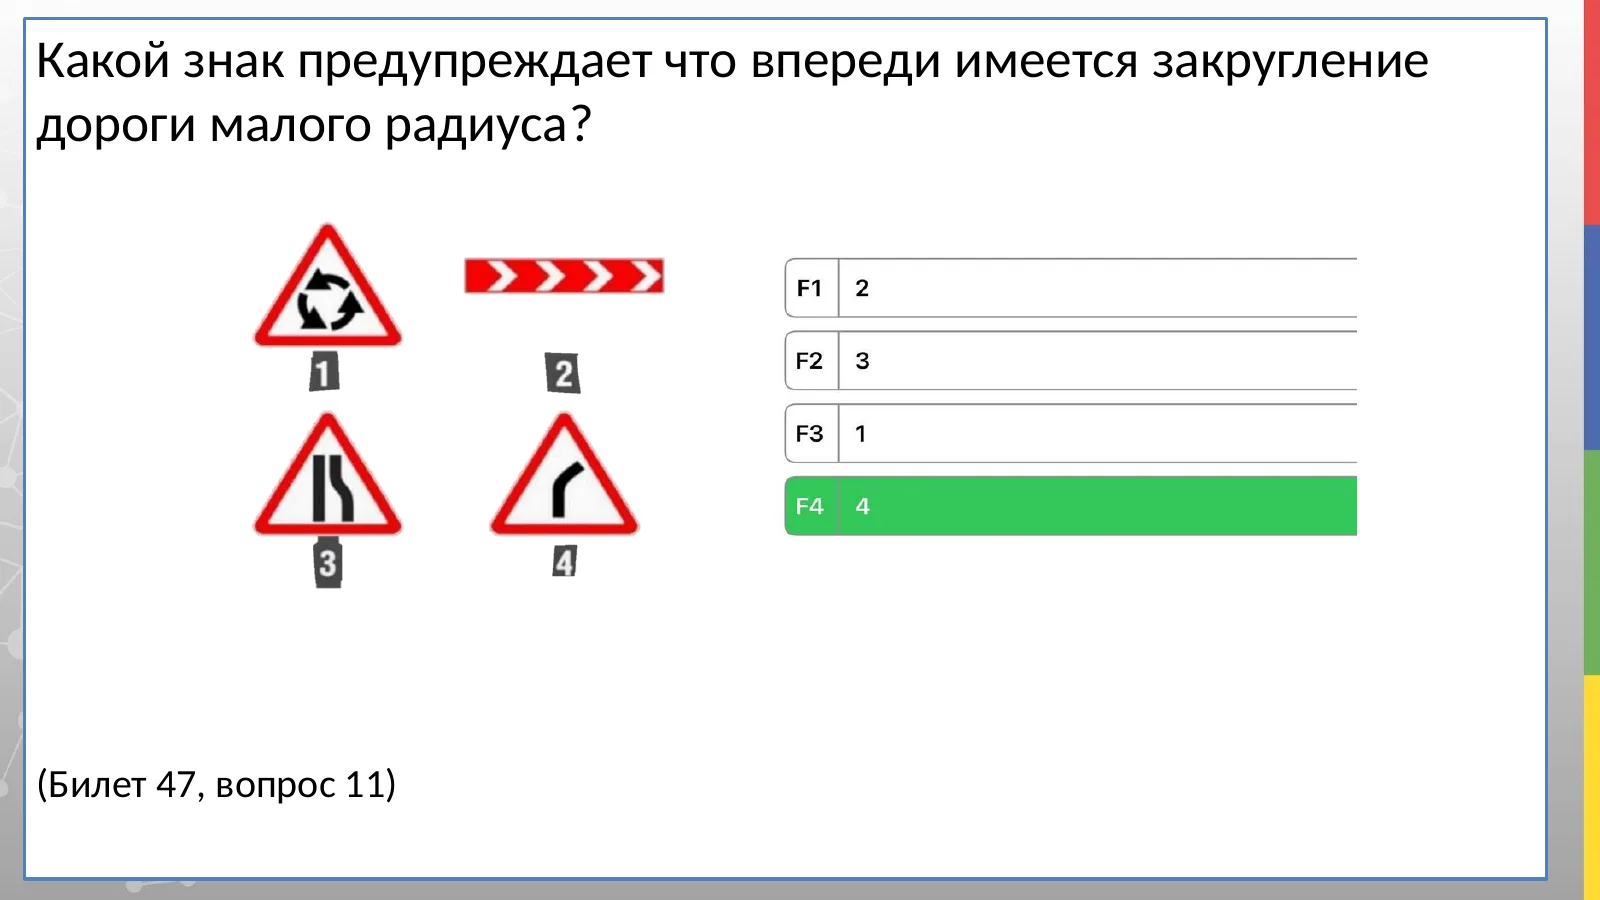 Какой знак предупреждает что впереди имеется закругление
дороги малого радиуса?
1
2
3
4
F1 2
F2 3
F3 1
F4 4
(Билет 47, вопрос 11)